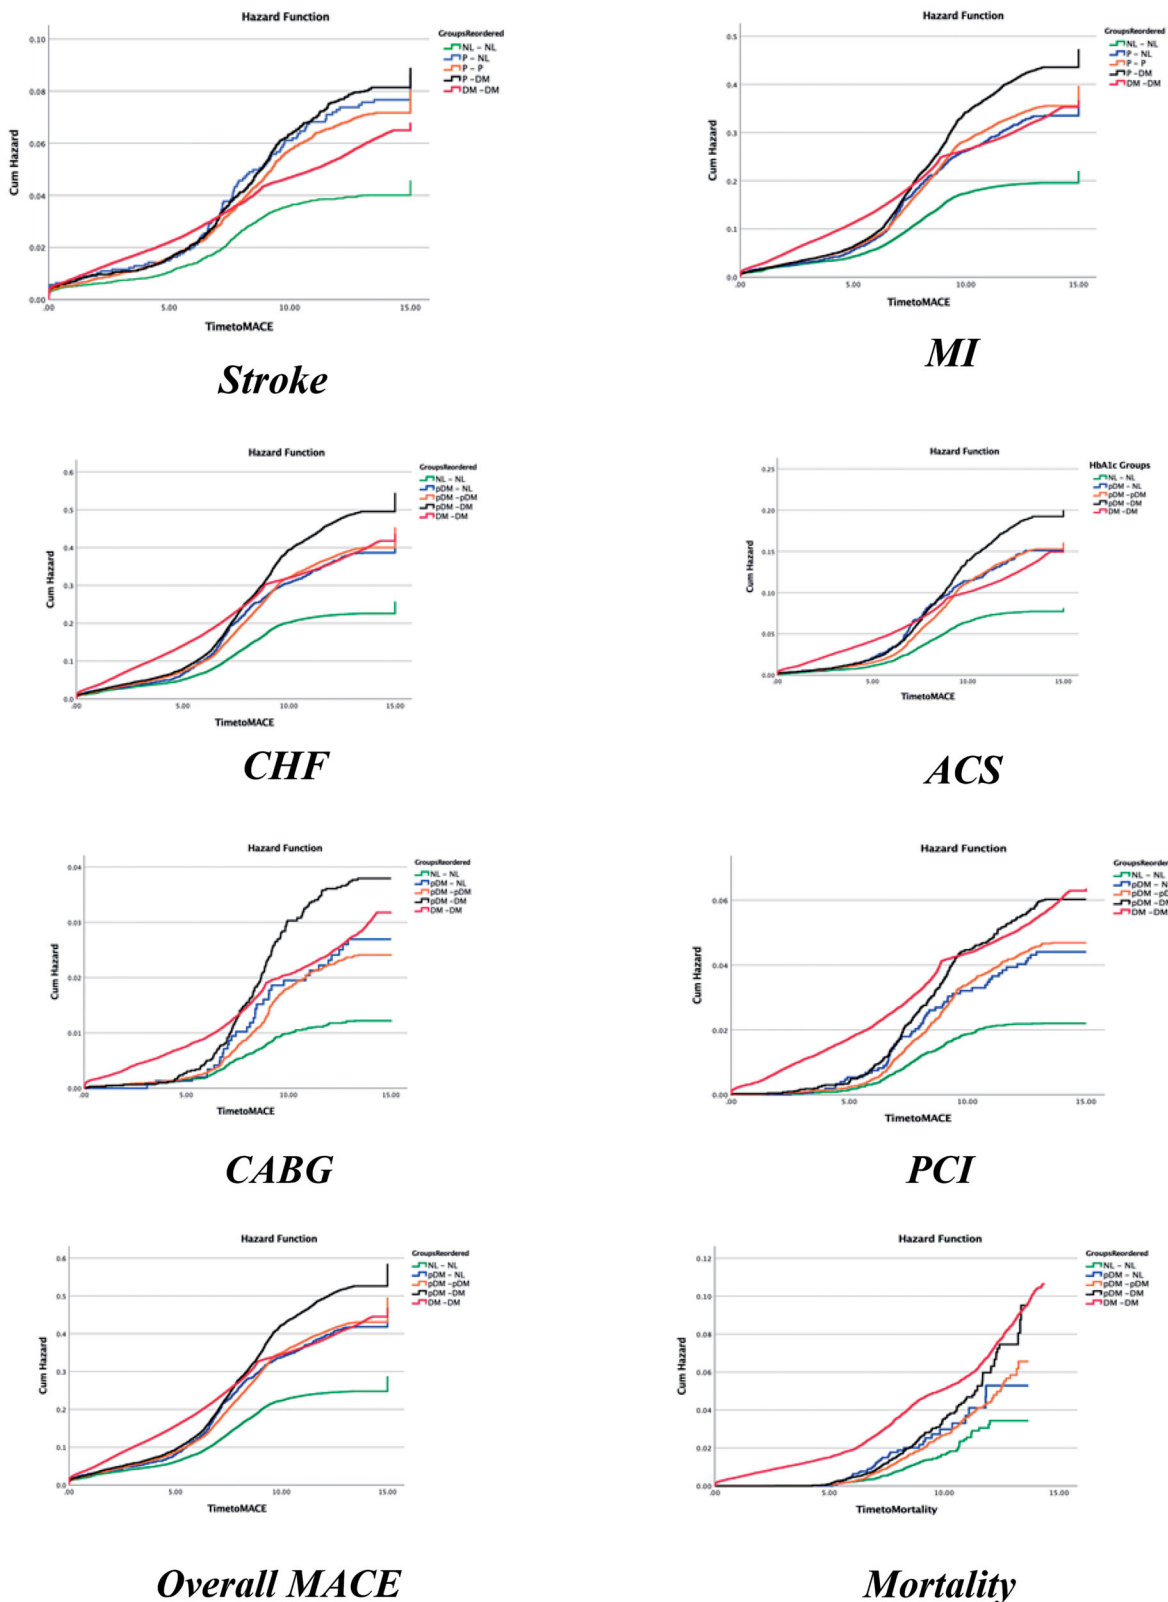 Hazard Function
GroupsReordered
NL - NL
P - NL
P - P
P -DM
DM -DM
Cum Hazard
0.10
0.08
0.06
0.04
0.02
0.00
.00 5.00 10.00 15.00
TimetoMACE
Stroke
Hazard Function
GroupsReordered
NL - NL
P - NL
P - P
P -DM
DM -DM
Cum Hazard
0.5
0.4
0.3
0.2
0.1
0.0
.00 5.00 10.00 15.00
TimetoMACE
MI
Hazard Function
GroupsReordered
NL - NL
pDM - NL
pDM -pDM
pDM -DM
DM -DM
Cum Hazard
0.6
0.5
0.4
0.3
0.2
0.1
0.0
.00 5.00 10.00 15.00
TimetoMACE
CHF
Hazard Function
HbA1c Groups
NL - NL
pDM - NL
pDM -pDM
pDM -DM
DM -DM
Cum Hazard
0.25
0.20
0.15
0.10
0.05
0.00
.00 5.00 10.00 15.00
TimetoMACE
ACS
Hazard Function
GroupsReordered
NL - NL
pDM - NL
pDM -pDM
pDM -DM
DM -DM
Cum Hazard
0.04
0.03
0.02
0.01
0.00
.00 5.00 10.00 15.00
TimetoMACE
CABG
Hazard Function
GroupsReordere
NL - NL
pDM - NL
pDM -pD
pDM -DM
DM -DM
Cum Hazard
0.06
0.04
0.02
0.00
.00 5.00 10.00 15.00
TimetoMACE
PCI
Hazard Function
GroupsReordered
NL - NL
pDM - NL
pDM -pDM
pDM -DM
DM -DM
Cum Hazard
0.6
0.5
0.4
0.3
0.2
0.1
0.0
.00 5.00 10.00 15.00
TimetoMACE
Overall MACE
Hazard Function
GroupsReordered
NL - NL
pDM - NL
pDM -pDM
pDM -DM
DM -DM
Cum Hazard
0.12
0.10
0.08
0.06
0.04
0.02
0.00
.00 5.00 10.00 15.00
TimetoMortality
Mortality